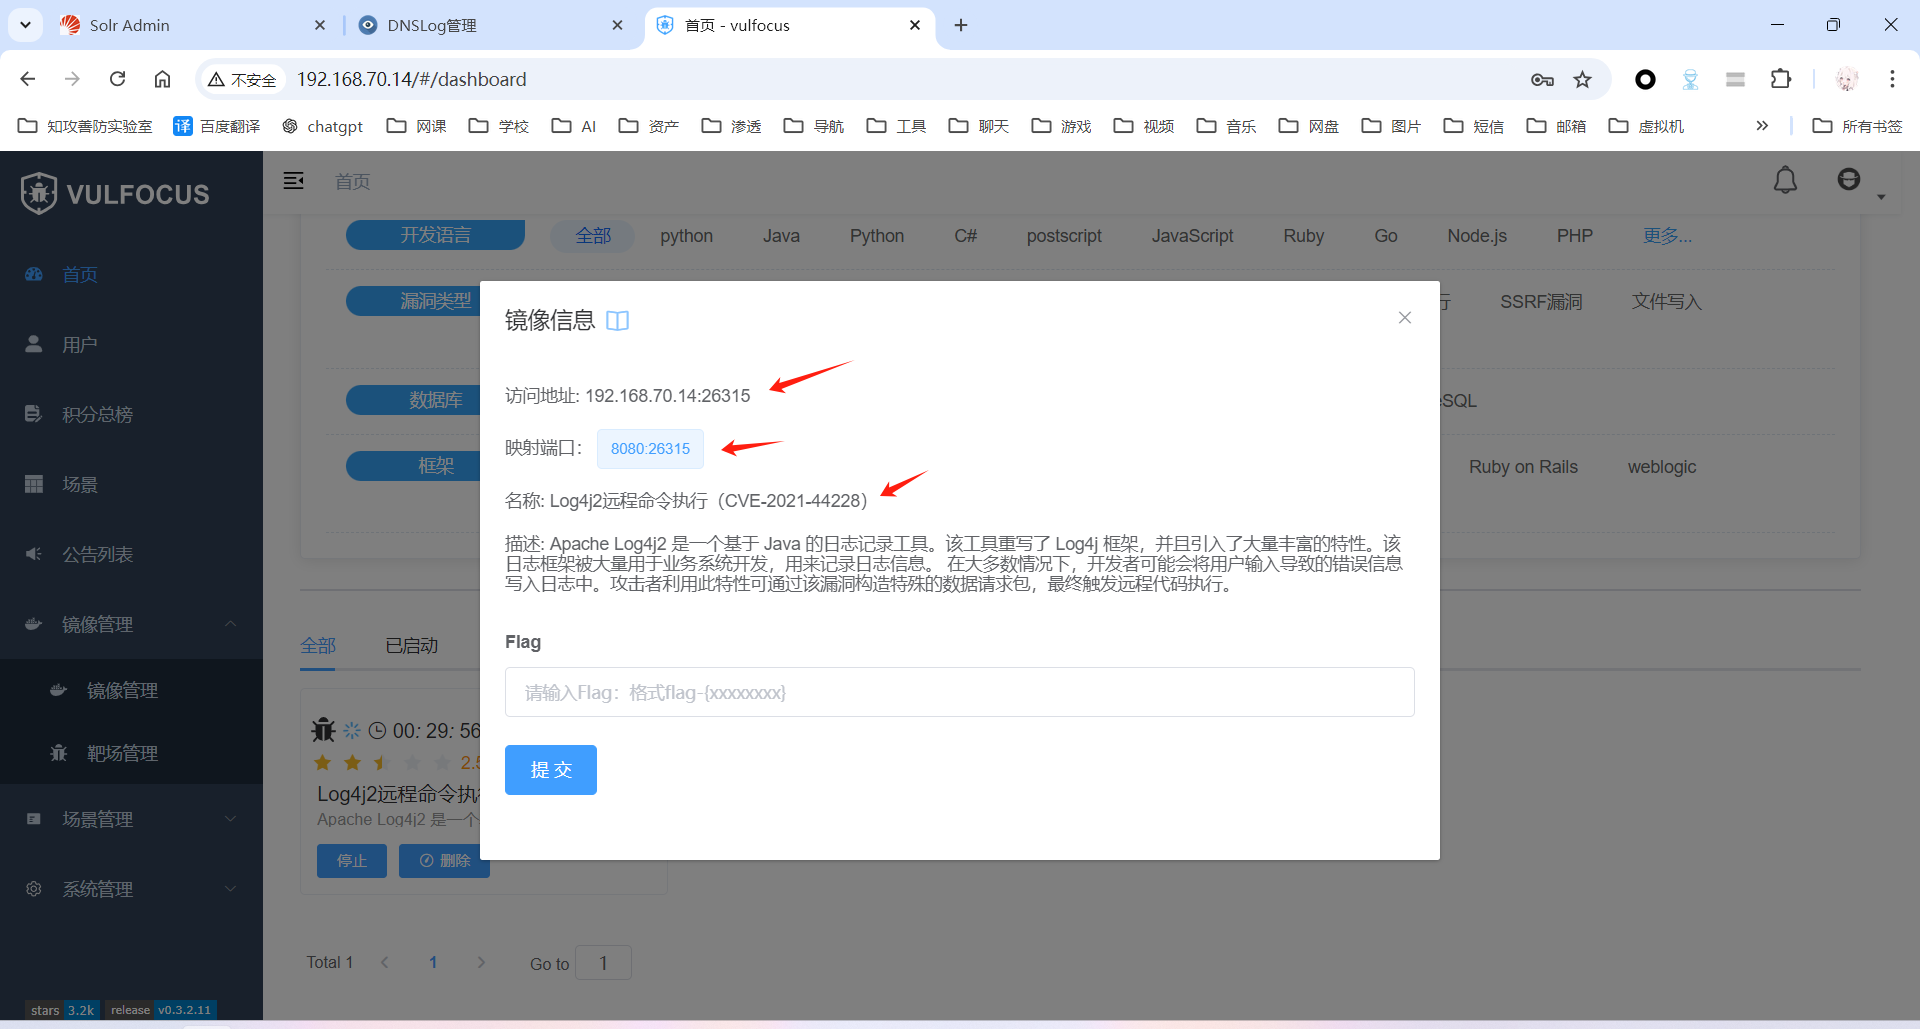 Solr Admin
DNSLog管理
首页 - vulfocus
不安全
192.168.70.14/#/dashboard
知攻善防实验室
译 百度翻译
chatgpt
网课
学校
AI
资产
渗透
导航
工具
聊天
游戏
视频
音乐
网盘
图片
短信
邮箱
虚拟机
所有书签
VULFOCUS
首页
首页
用户
积分总榜
场景
公告列表
镜像管理
镜像管理
靶场管理
场景管理
系统管理
stars 3.2k release v0.3.2.11
开发语言 全部 python Java Python C# postscript JavaScript Ruby Go Node.js PHP 更多...
漏洞类型 行 SSRF漏洞 文件写入
数据库 SQL
框架 Ruby on Rails weblogic
镜像信息
访问地址: 192.168.70.14:26315
映射端口： 8080:26315
名称: Log4j2远程命令执行（CVE-2021-44228）
描述: Apache Log4j2 是一个基于 Java 的日志记录工具。该工具重写了 Log4j 框架，并且引入了大量丰富的特性。该
日志框架被大量用于业务系统开发，用来记录日志信息。 在大多数情况下，开发者可能会将用户输入导致的错误信息
写入日志中。攻击者利用此特性可通过该漏洞构造特殊的数据请求包，最终触发远程代码执行。
Flag
请输入Flag：格式flag-{xxxxxxxx}
提 交
全部 已启动
00: 29: 56
2.5
Log4j2远程命令执行
Apache Log4j2 是一个
停止 删除
Total 1 1 Go to 1